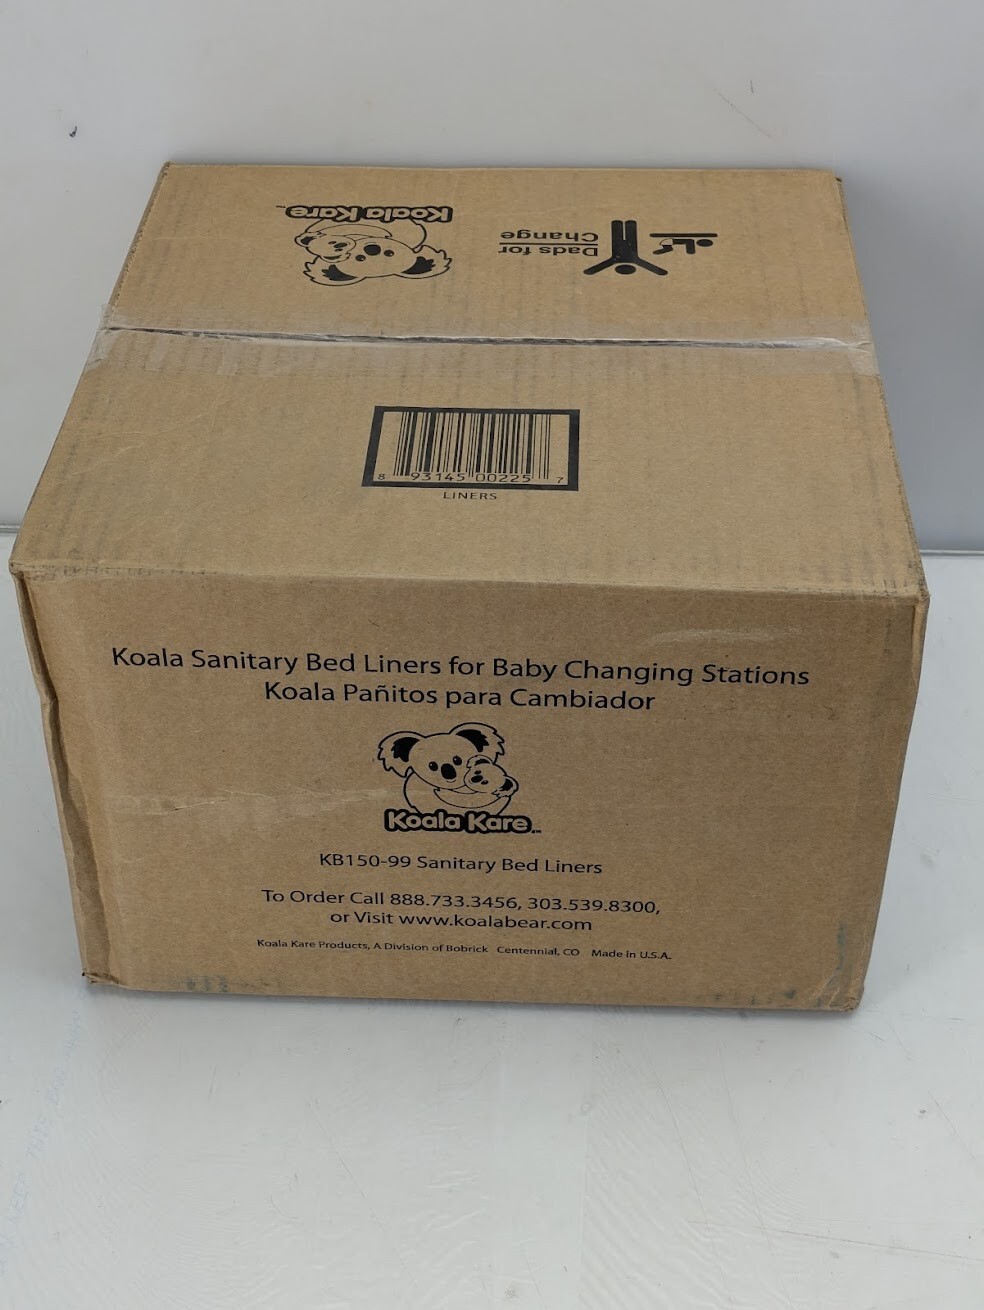 Koala Kare™
Dads for
Change
8 93145 00225 7
LINERS
Koala Sanitary Bed Liners for Baby Changing Stations
Koala Pañitos para Cambiador
Koala Kare™
KB150-99 Sanitary Bed Liners
To Order Call 888.733.3456, 303.539.8300,
or Visit www.koalabear.com
Koala Kare Products, A Division of Bobrick Centennial, CO Made in U.S.A.